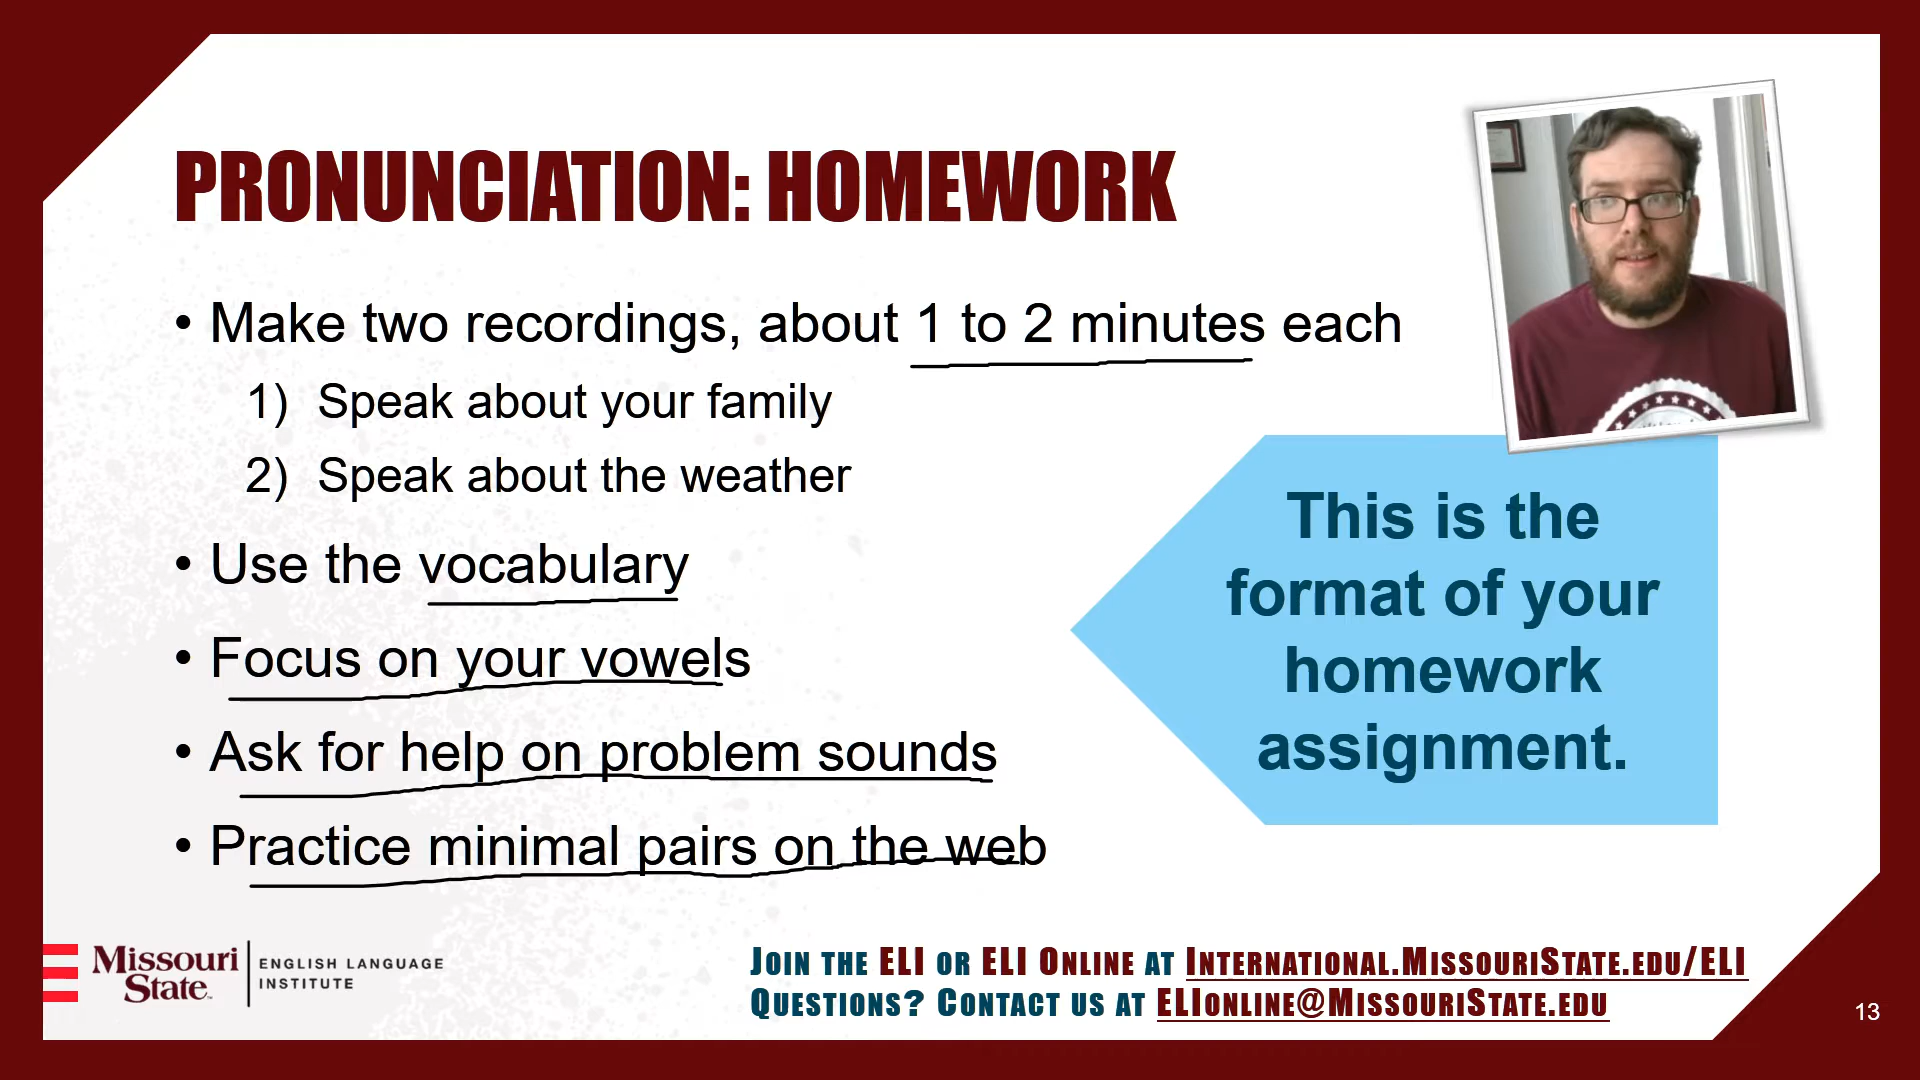 PRONUNCIATION: HOMEWORK
• Make two recordings, about 1 to 2 minutes each
1) Speak about your family
2) Speak about the weather
• Use the vocabulary
• Focus on your vowels
• Ask for help on problem sounds
• Practice minimal pairs on the web
This is the
format of your
homework
assignment.
Missouri
State™
ENGLISH LANGUAGE
INSTITUTE
JOIN THE ELI OR ELI ONLINE AT INTERNATIONAL.MISSOURISTATE.EDU/ELI
QUESTIONS? CONTACT US AT ELIONLINE@MISSOURISTATE.EDU
13